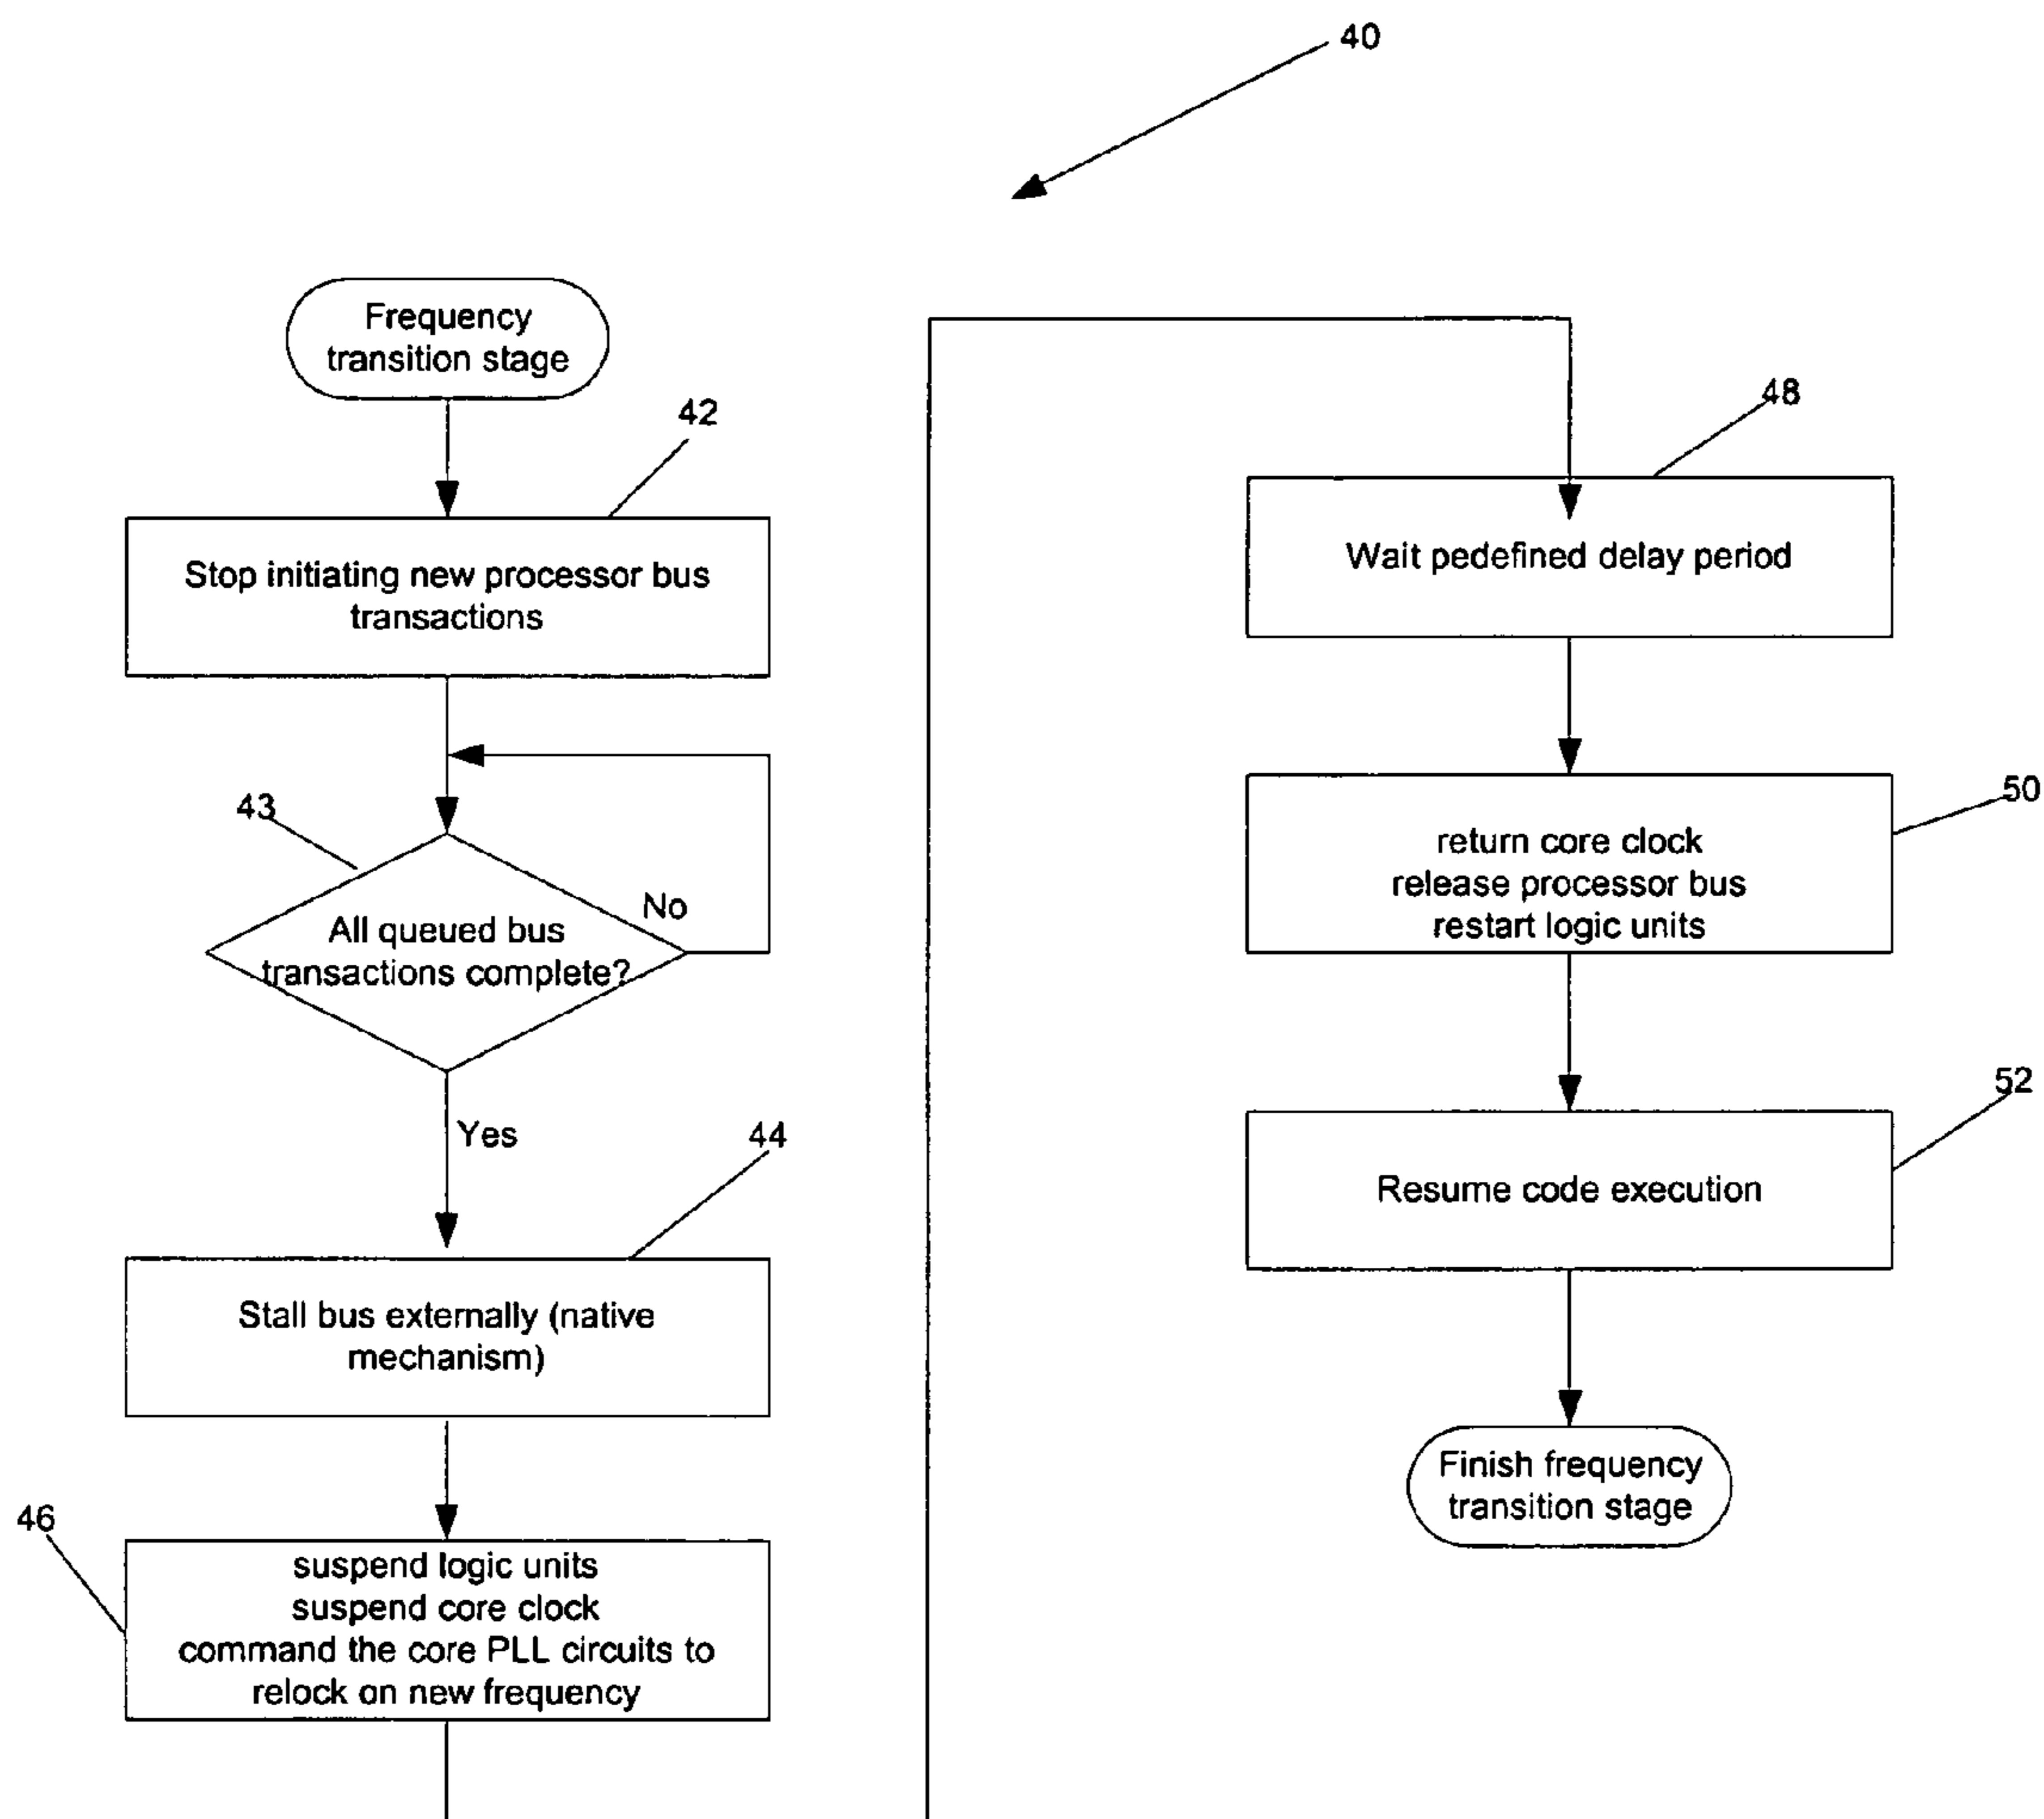 40
Frequency
transition stage
42
Stop initiating new processor bus
transactions
43
No
All queued bus
transactions complete?
Yes
44
Stall bus externally (native
mechanism)
46
suspend logic units
suspend core clock
command the core PLL circuits to
relock on new frequency
48
Wait pedefined delay period
50
return core clock
release processor bus
restart logic units
52
Resume code execution
Finish frequency
transition stage